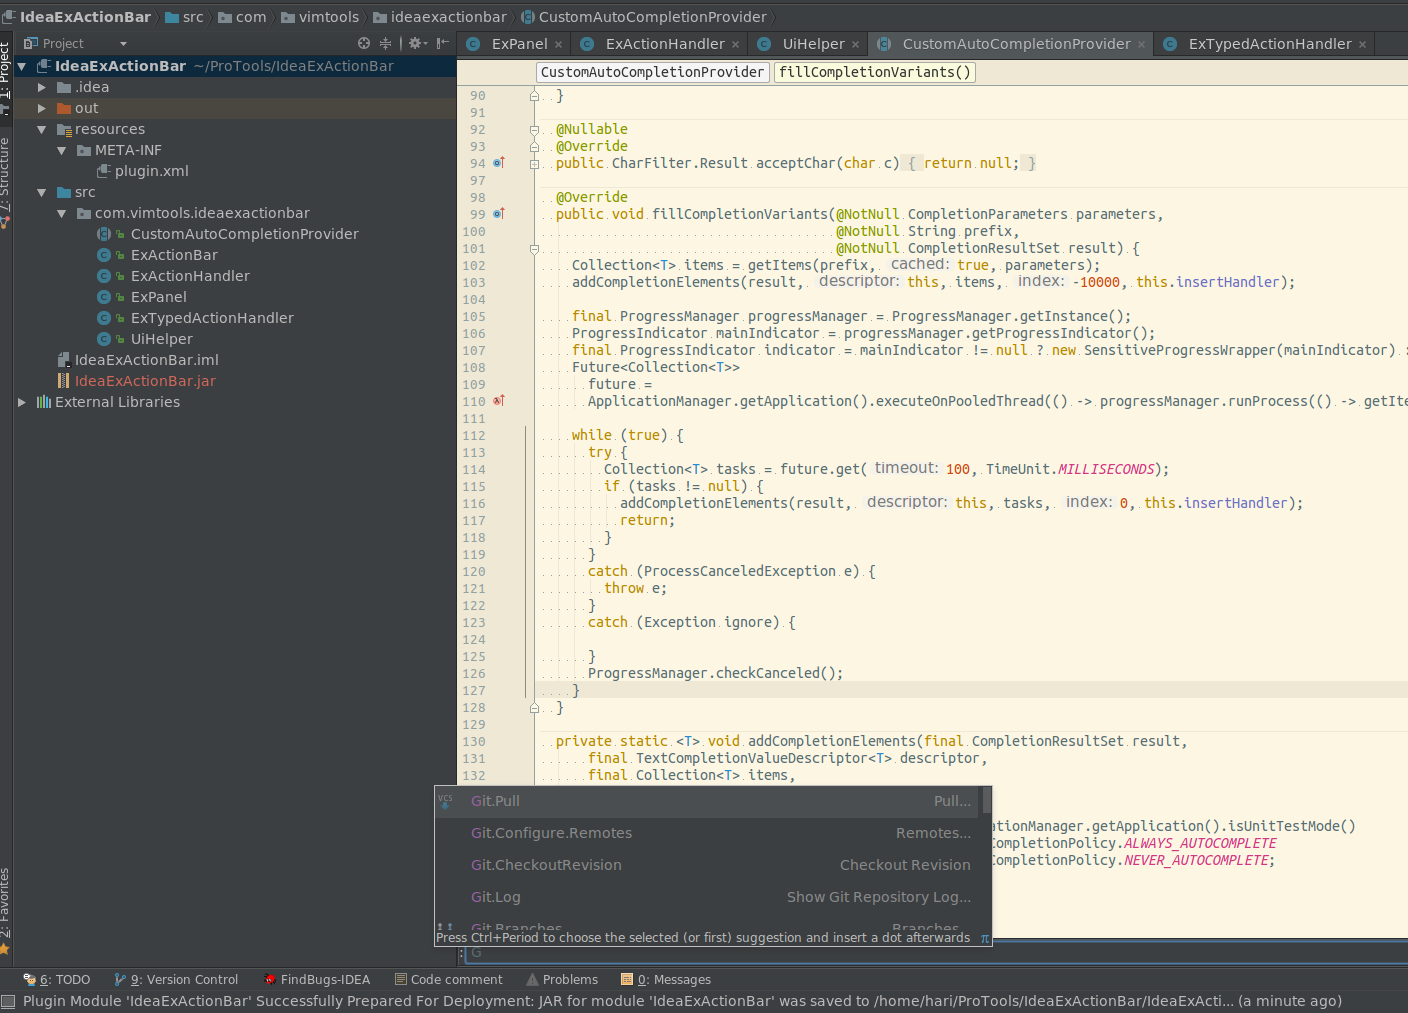 IdeaExActionBar src com vimtools ideaexactionbar CustomAutoCompletionProvider
1: Project
7: Structure
2: Favorites
Project
IdeaExActionBar ~/ProTools/IdeaExActionBar
.idea
out
resources
META-INF
plugin.xml
src
com.vimtools.ideaexactionbar
CustomAutoCompletionProvider
ExActionBar
ExActionHandler
ExPanel
ExTypedActionHandler
UiHelper
IdeaExActionBar.iml
IdeaExActionBar.jar
External Libraries
ExPanel × ExActionHandler × UiHelper × CustomAutoCompletionProvider × ExTypedActionHandler ×
CustomAutoCompletionProvider fillCompletionVariants()
90 }
91
92 @Nullable
93 @Override
94 public CharFilter.Result acceptChar(char c) { return null; }
97
98 @Override
99 public void fillCompletionVariants(@NotNull CompletionParameters parameters,
100 @NotNull String prefix,
101 @NotNull CompletionResultSet result) {
102 Collection<T> items = getItems(prefix, cached: true, parameters);
103 addCompletionElements(result, descriptor: this, items, index: -10000, this.insertHandler);
104
105 final ProgressManager progressManager = ProgressManager.getInstance();
106 ProgressIndicator mainIndicator = progressManager.getProgressIndicator();
107 final ProgressIndicator indicator = mainIndicator != null ? new SensitiveProgressWrapper(mainIndicator) :
108 Future<Collection<T>>
109 future =
110 ApplicationManager.getApplication().executeOnPooledThread(() -> progressManager.runProcess(() -> getIte
111
112 while (true) {
113 try {
114 Collection<T> tasks = future.get( timeout: 100, TimeUnit.MILLISECONDS);
115 if (tasks != null) {
116 addCompletionElements(result, descriptor: this, tasks, index: 0, this.insertHandler);
117 return;
118 }
119 }
120 catch (ProcessCanceledException e) {
121 throw e;
122 }
123 catch (Exception ignore) {
124
125 }
126 ProgressManager.checkCanceled();
127 }
128 }
129
130 private static <T> void addCompletionElements(final CompletionResultSet result,
131 final TextCompletionValueDescriptor<T> descriptor,
132 final Collection<T> items,
ationManager.getApplication().isUnitTestMode()
CompletionPolicy.ALWAYS_AUTOCOMPLETE
CompletionPolicy.NEVER_AUTOCOMPLETE;
VCS Git.Pull Pull...
Git.Configure.Remotes Remotes...
Git.CheckoutRevision Checkout Revision
Git.Log Show Git Repository Log...
Git.Branches Branches...
Press Ctrl+Period to choose the selected (or first) suggestion and insert a dot afterwards π
: G
6: TODO 9: Version Control FindBugs-IDEA Code comment Problems 0: Messages
Plugin Module 'IdeaExActionBar' Successfully Prepared For Deployment: JAR for module 'IdeaExActionBar' was saved to /home/hari/ProTools/IdeaExActionBar/IdeaExActi... (a minute ago)